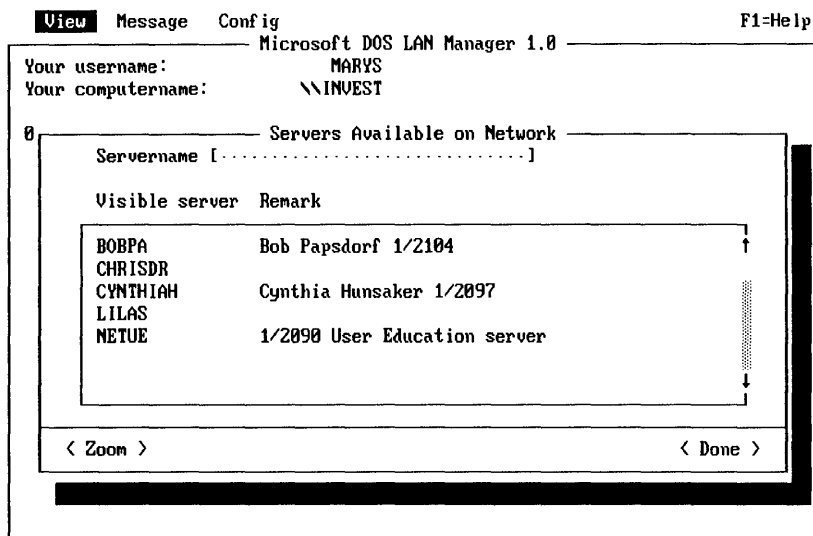 View Message Config F1=Help
Microsoft DOS LAN Manager 1.0
Your username: MARYS
Your computername: \\INVEST
0 Servers Available on Network
Servername [...............................]
Visible server Remark
BOBPA Bob Papsdorf 1/2104
CHRISDR
CYNTHIAH Cynthia Hunsaker 1/2097
LILAS
NETUE 1/2090 User Education server
< Zoom > < Done >